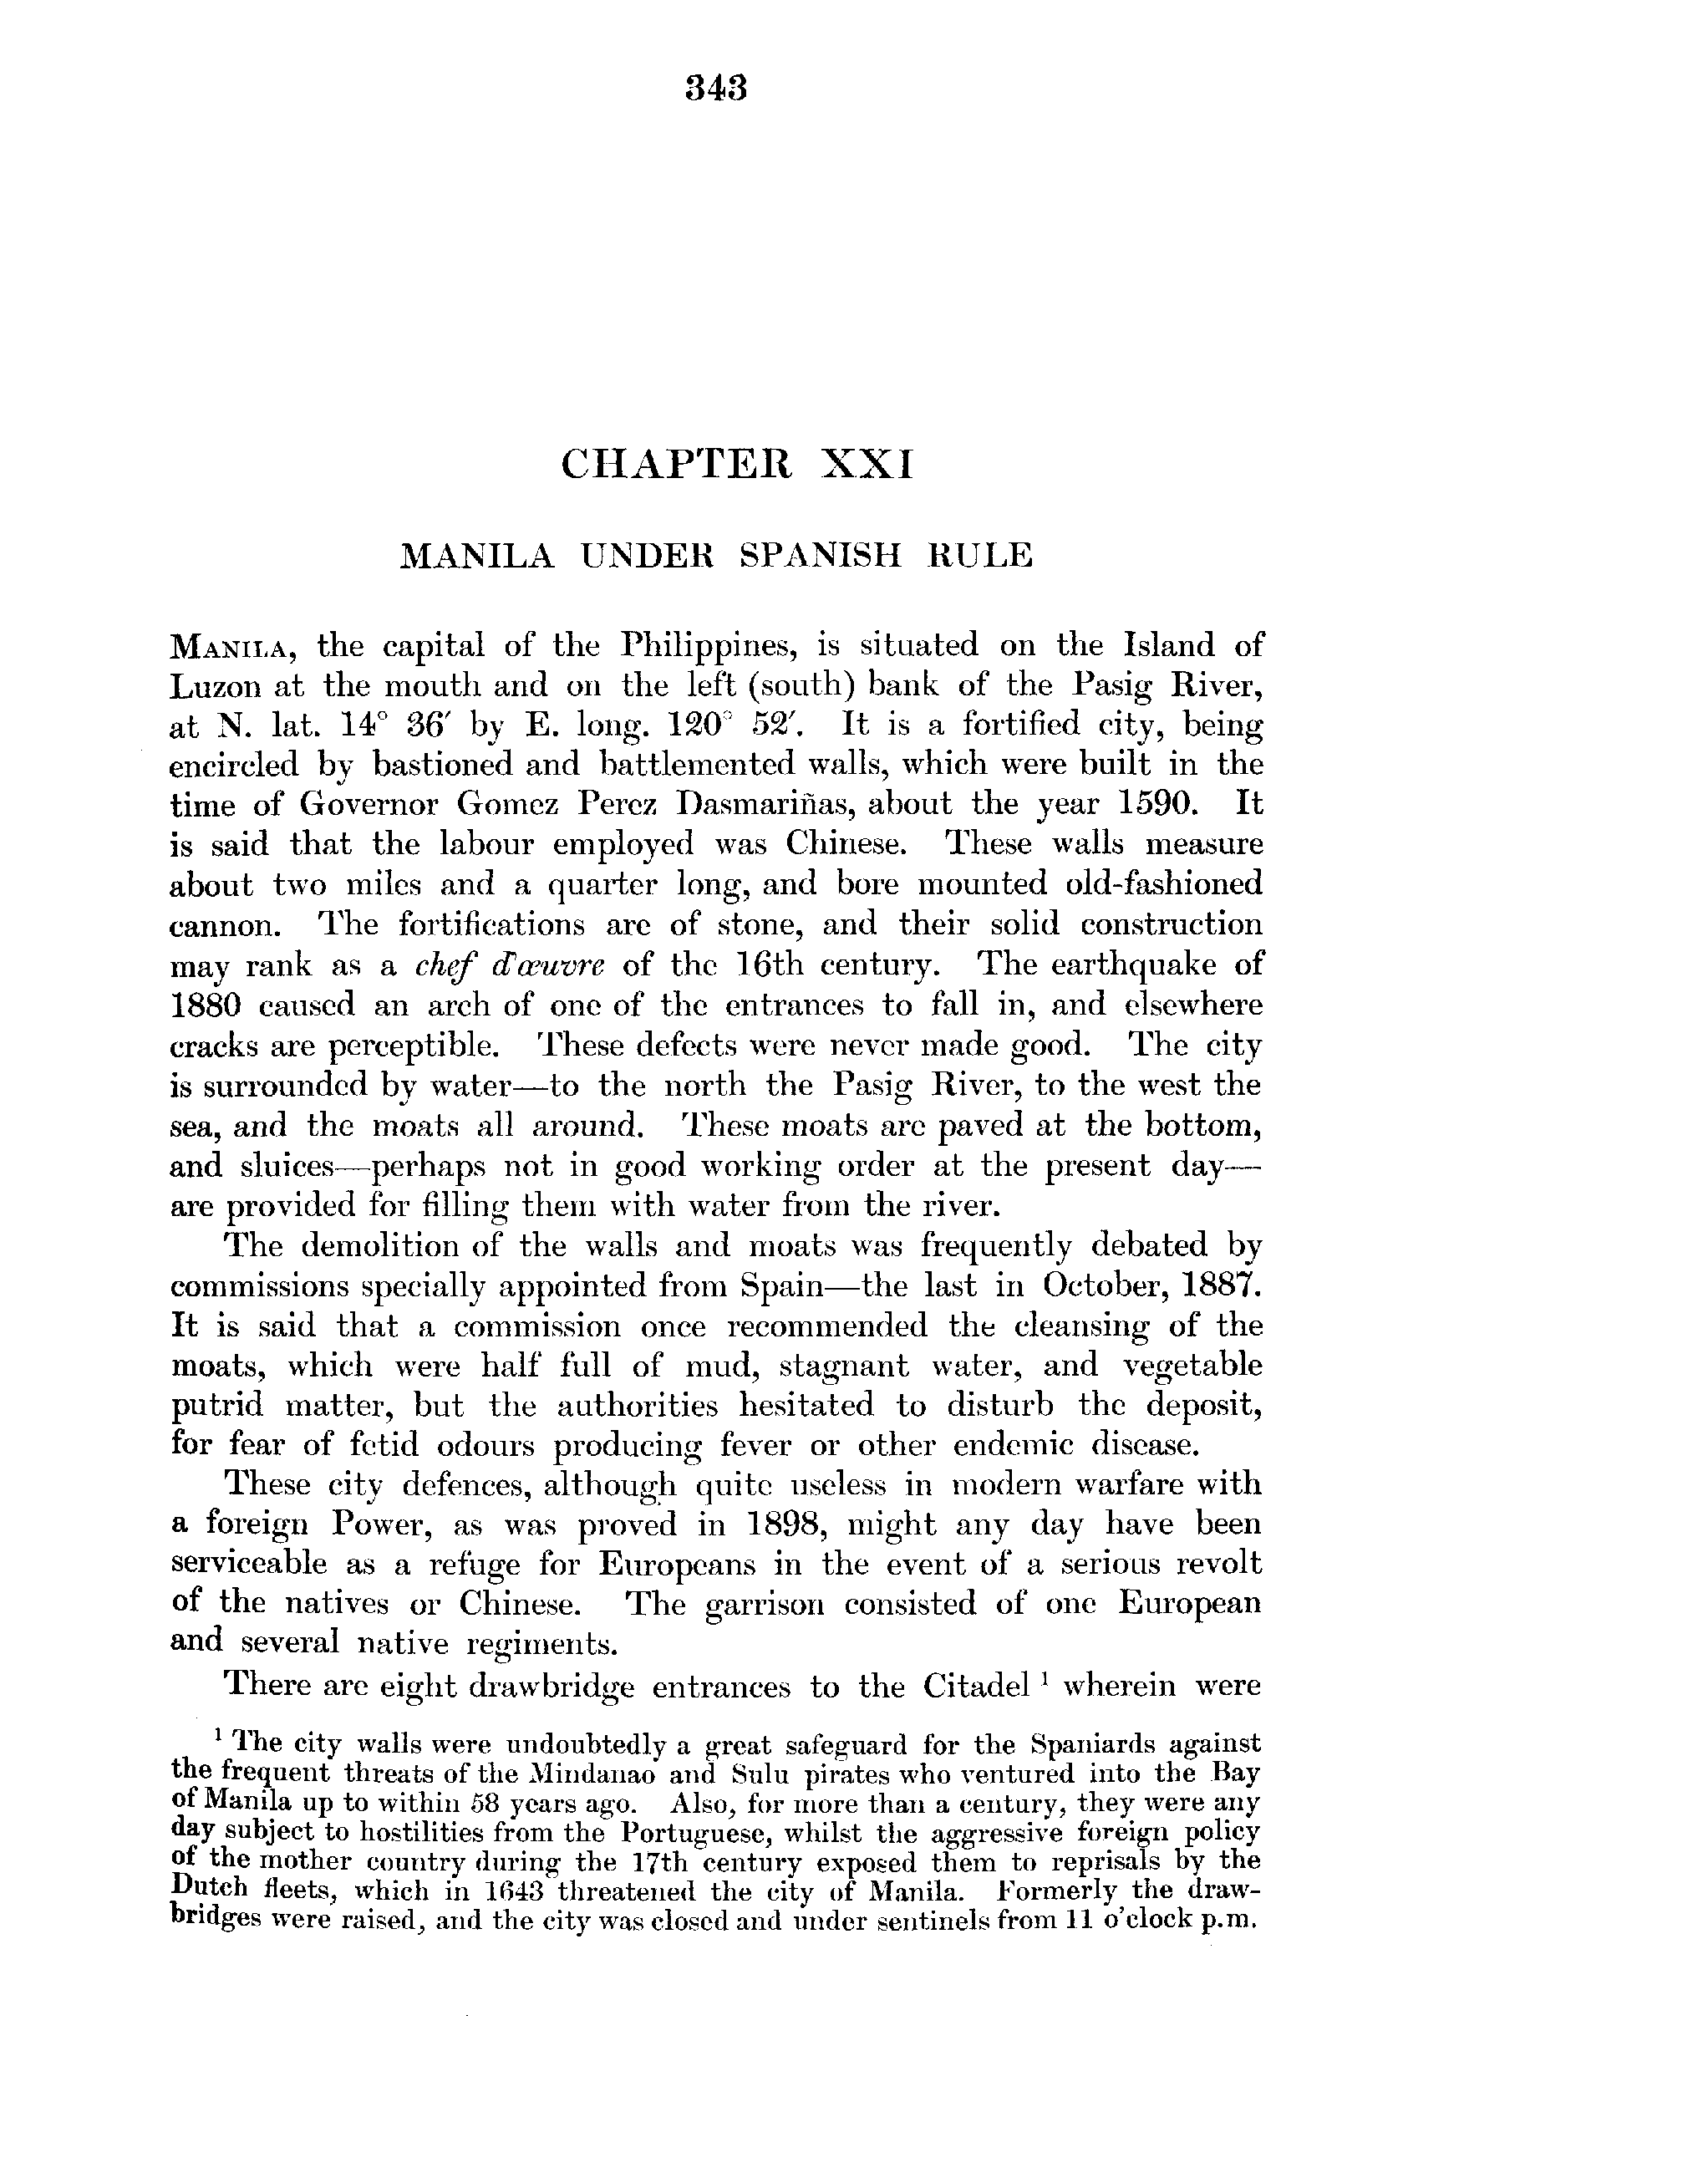 343
CHAPTER XXI
MANILA UNDER SPANISH RULE
MANILA, the capital of the Philippines, is situated on the Island of
Luzon at the mouth and on the left (south) bank of the Pasig River,
at N. lat. 14° 36′ by E. long. 120° 52′. It is a fortified city, being
encircled by bastioned and battlemented walls, which were built in the
time of Governor Gomez Perez Dasmariñas, about the year 1590. It
is said that the labour employed was Chinese. These walls measure
about two miles and a quarter long, and bore mounted old-fashioned
cannon. The fortifications are of stone, and their solid construction
may rank as a chef d'œuvre of the 16th century. The earthquake of
1880 caused an arch of one of the entrances to fall in, and elsewhere
cracks are perceptible. These defects were never made good. The city
is surrounded by water—to the north the Pasig River, to the west the
sea, and the moats all around. These moats are paved at the bottom,
and sluices—perhaps not in good working order at the present day—
are provided for filling them with water from the river.
The demolition of the walls and moats was frequently debated by
commissions specially appointed from Spain—the last in October, 1887.
It is said that a commission once recommended the cleansing of the
moats, which were half full of mud, stagnant water, and vegetable
putrid matter, but the authorities hesitated to disturb the deposit,
for fear of fetid odours producing fever or other endemic disease.
These city defences, although quite useless in modern warfare with
a foreign Power, as was proved in 1898, might any day have been
serviceable as a refuge for Europeans in the event of a serious revolt
of the natives or Chinese. The garrison consisted of one European
and several native regiments.
There are eight drawbridge entrances to the Citadel ¹ wherein were
¹ The city walls were undoubtedly a great safeguard for the Spaniards against
the frequent threats of the Mindanao and Sulu pirates who ventured into the Bay
of Manila up to within 58 years ago. Also, for more than a century, they were any
day subject to hostilities from the Portuguese, whilst the aggressive foreign policy
of the mother country during the 17th century exposed them to reprisals by the
Dutch fleets, which in 1643 threatened the city of Manila. Formerly the draw-
bridges were raised, and the city was closed and under sentinels from 11 o'clock p.m.